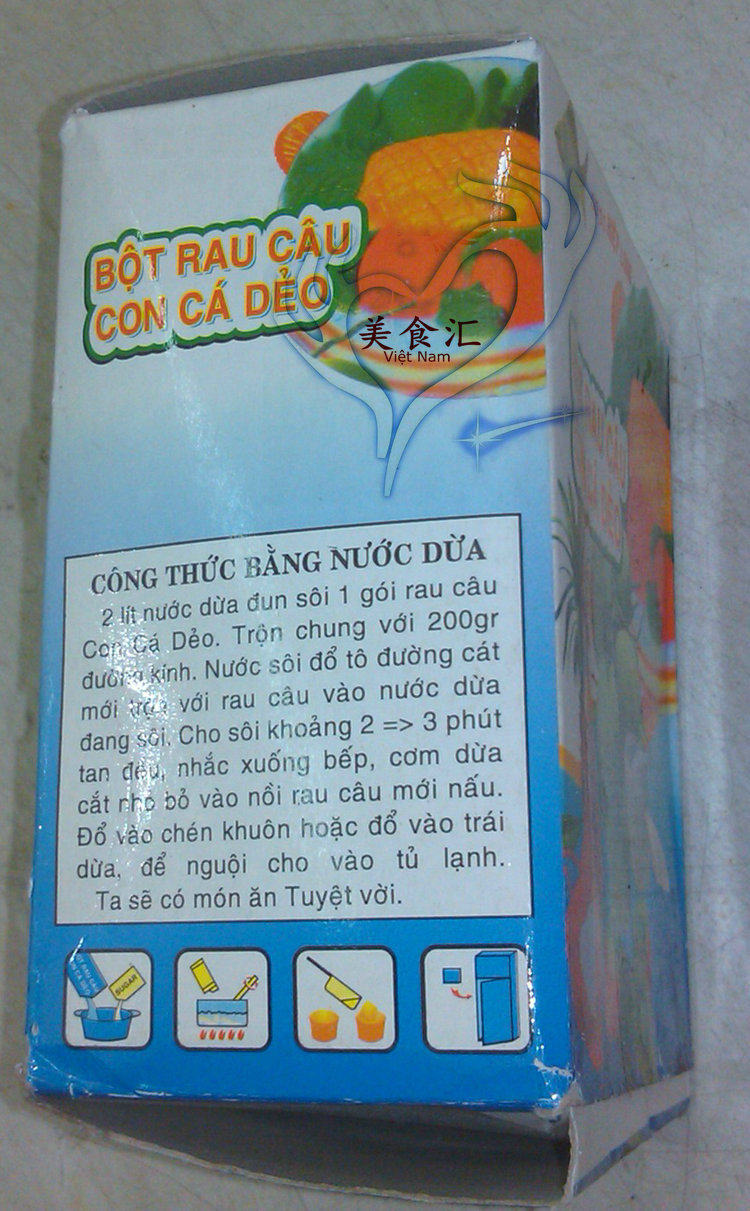 BỘT RAU CÂU
CON CÁ DẺO
美食汇
Việt Nam
CÔNG THỨC BẰNG NƯỚC DỪA
2 lít nước dừa đun sôi 1 gói rau câu
Con Cá Dẻo. Trộn chung với 200gr
đường kính. Nước sôi đổ tô đường cát
mới trộn với rau câu vào nước dừa
đang sôi. Cho sôi khoảng 2 => 3 phút
tan đều, nhắc xuống bếp, cơm dừa
cắt nhỏ bỏ vào nồi rau câu mới nấu.
Đổ vào chén khuôn hoặc đổ vào trái
dừa, để nguội cho vào tủ lạnh.
Ta sẽ có món ăn Tuyệt vời.
SUGAR